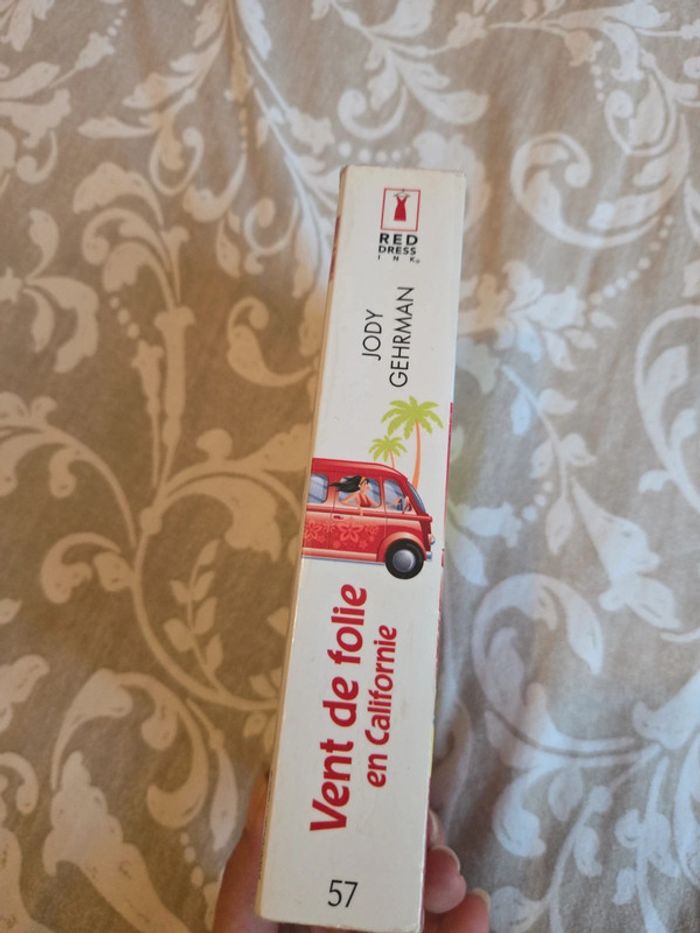 RED
DRESS
INK®
JODY
GEHRMAN
Vent de folie
en Californie
57